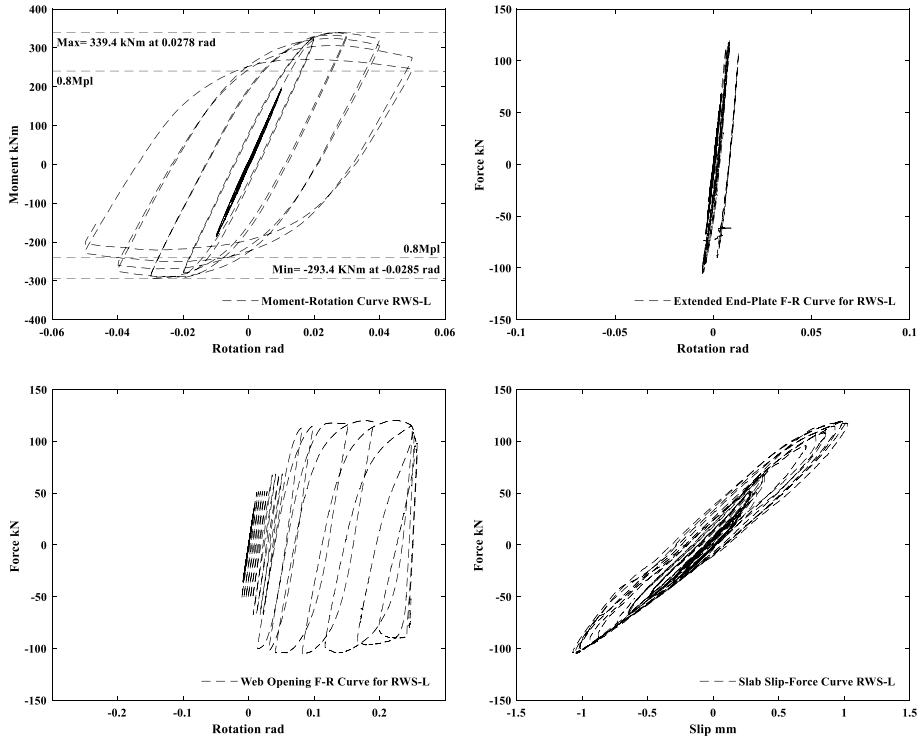 400
300
200
100
0
-100
-200
-300
-400
Moment kNm
Max= 339.4 kNm at 0.0278 rad
0.8Mpl
0.8Mpl
Min= -293.4 KNm at -0.0285 rad
Moment-Rotation Curve RWS-L
-0.06 -0.04 -0.02 0 0.02 0.04 0.06
Rotation rad
150
100
50
0
-50
-100
-150
Force kN
Extended End-Plate F-R Curve for RWS-L
-0.1 -0.05 0 0.05 0.1
Rotation rad
150
100
50
0
-50
-100
-150
Force kN
Web Opening F-R Curve for RWS-L
-0.2 -0.1 0 0.1 0.2
Rotation rad
150
100
50
0
-50
-100
-150
Force kN
Slab Slip-Force Curve RWS-L
-1.5 -1 -0.5 0 0.5 1 1.5
Slip mm